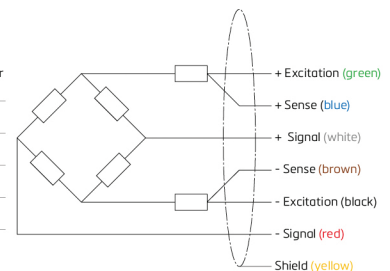 r
+ Excitation (green)
+ Sense (blue)
+ Signal (white)
- Sense (brown)
- Excitation (black)
- Signal (red)
Shield (yellow)